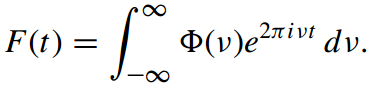 F(t) = ∫_{-∞}^{∞} Φ(ν)e^{2πiνt} dν.